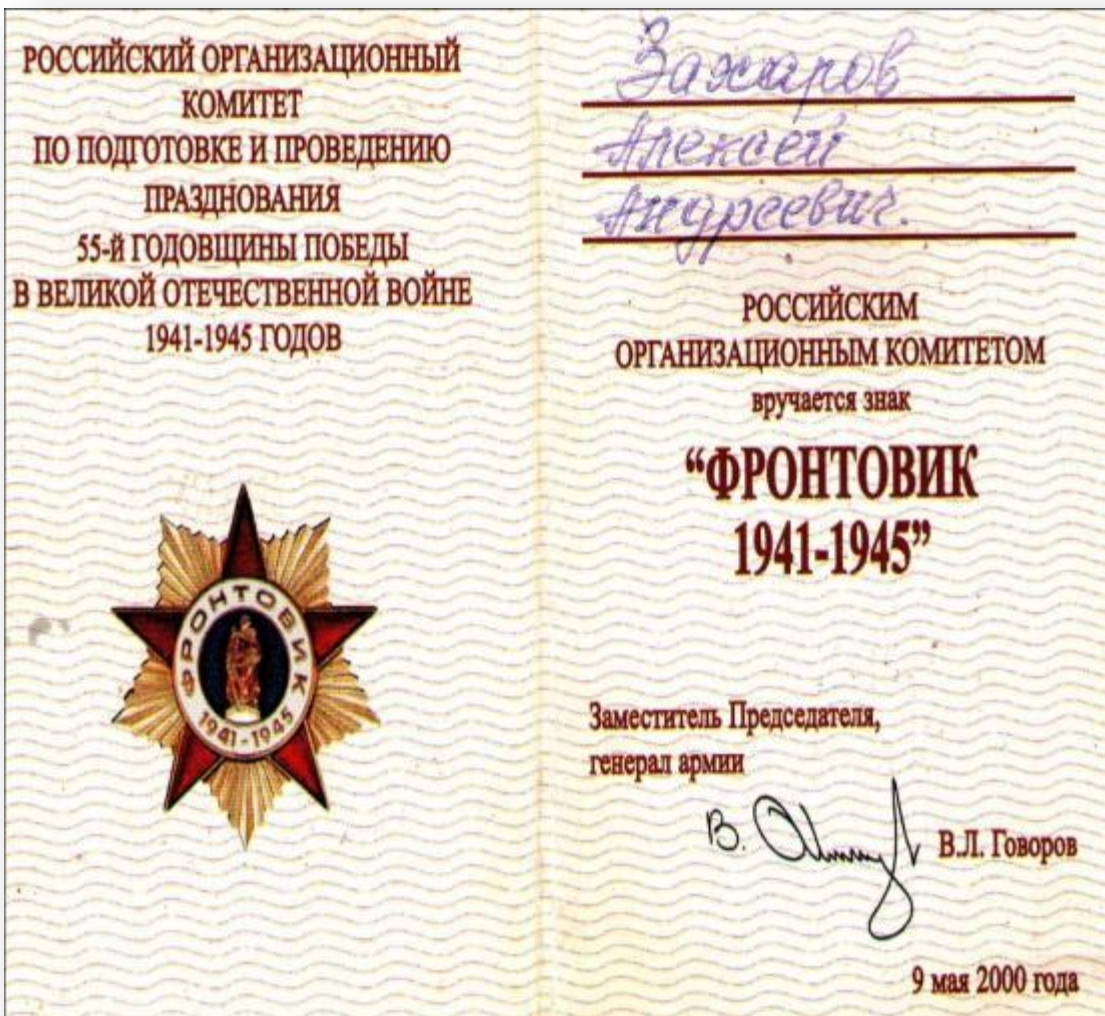 РОССИЙСКИЙ ОРГАНИЗАЦИОННЫЙ
КОМИТЕТ
ПО ПОДГОТОВКЕ И ПРОВЕДЕНИЮ
ПРАЗДНОВАНИЯ
55-й ГОДОВЩИНЫ ПОБЕДЫ
В ВЕЛИКОЙ ОТЕЧЕСТВЕННОЙ ВОЙНЕ
1941-1945 ГОДОВ
ФРОНТОВИК
1941-1945
Захаров
Алексей
Андреевич.
РОССИЙСКИМ
ОРГАНИЗАЦИОННЫМ КОМИТЕТОМ
вручается знак
“ФРОНТОВИК
1941-1945”
Заместитель Председателя,
генерал армии
В.Л. Говоров
9 мая 2000 года